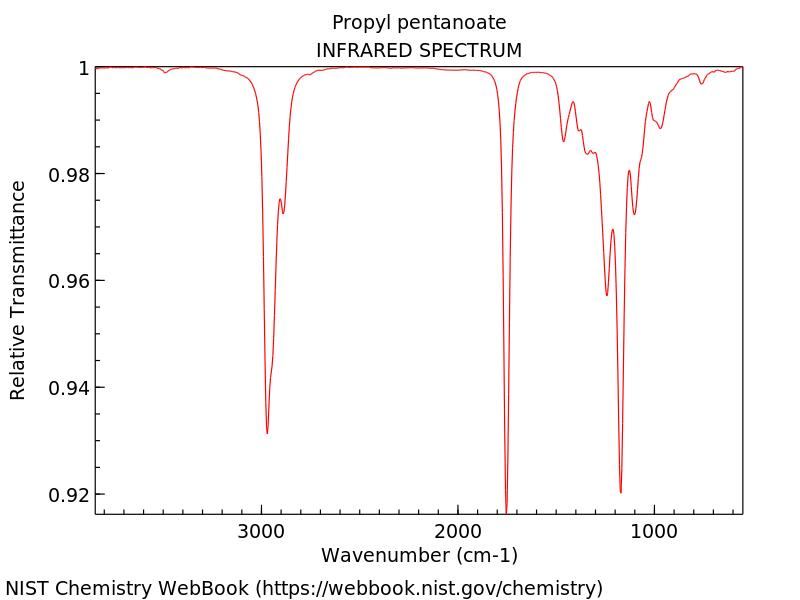 Propyl pentanoate
INFRARED SPECTRUM
1
0.98
0.96
0.94
0.92
Relative Transmittance
3000 2000 1000
Wavenumber (cm-1)
NIST Chemistry WebBook (https://webbook.nist.gov/chemistry)